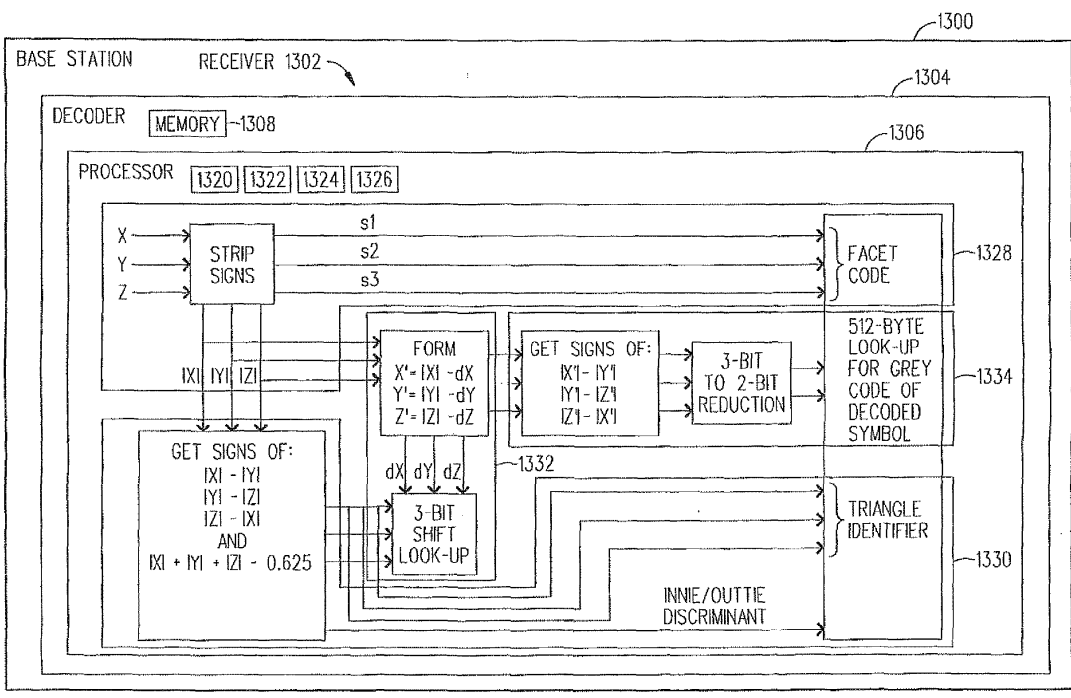 1300
BASE STATION
RECEIVER 1302
1304
DECODER
MEMORY
1308
1306
PROCESSOR
1320
1322
1324
1326
X
Y
Z
STRIP
SIGNS
s1
s2
s3
FACET
CODE
1328
|X| |Y| |Z|
FORM
X'= |X| -dX
Y'= |Y| -dY
Z'= |Z| -dZ
GET SIGNS OF:
|X'|- |Y'|
|Y'|- |Z'|
|Z'|- |X'|
3-BIT
TO 2-BIT
REDUCTION
512-BYTE
LOOK-UP
FOR GREY
CODE OF
DECODED
SYMBOL
1334
GET SIGNS OF:
|X| - |Y|
|Y| - |Z|
|Z| - |X|
AND
|X| + |Y| + |Z| - 0.625
dX dY dZ
1332
3-BIT
SHIFT
LOOK-UP
TRIANGLE
IDENTIFIER
1330
INNIE/OUTTIE
DISCRIMINANT